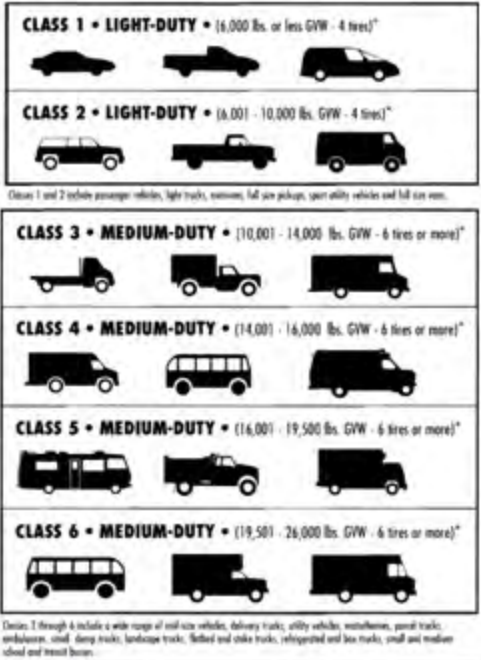 CLASS 1 • LIGHT-DUTY • (6,000 lbs. or less GVW - 4 tires)*
CLASS 2 • LIGHT-DUTY • (6,001 - 10,000 lbs. GVW - 4 tires)*
Classes 1 and 2 include passenger vehicles, light trucks, minivans, full size pickups, sport utility vehicles and full size vans.
CLASS 3 • MEDIUM-DUTY • (10,001 - 14,000 lbs. GVW - 6 tires or more)*
CLASS 4 • MEDIUM-DUTY • (14,001 - 16,000 lbs. GVW - 6 tires or more)*
CLASS 5 • MEDIUM-DUTY • (16,001 - 19,500 lbs. GVW - 6 tires or more)*
CLASS 6 • MEDIUM-DUTY • (19,501 - 26,000 lbs. GVW - 6 tires or more)*
Classes 3 through 6 include a wide range of mid-size vehicles, delivery trucks, utility vehicles, motorhomes, parcel trucks,
ambulances, small dump trucks, landscape trucks, flatbed and stake trucks, refrigerated and box trucks, small and medium
school and transit buses.